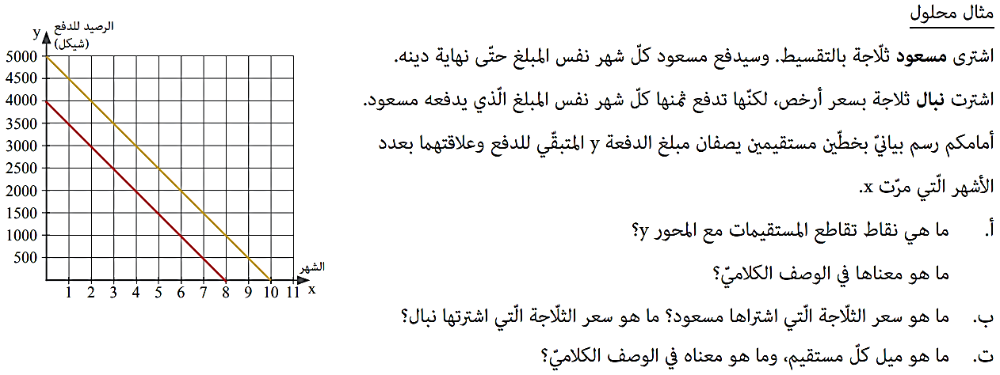 مثال محلول
اشترى مسعود ثلّاجة بالتقسيط. وسيدفع مسعود كلّ شهر نفس المبلغ حتّى نهاية دينه.
اشترت نبال ثلاجة بسعر أرخص، لكنّها تدفع ثمنها كلّ شهر نفس المبلغ الّذي يدفعه مسعود.
أمامكم رسم بيانيّ بخطّين مستقيمين يصفان مبلغ الدفعة y المتبقّي للدفع وعلاقتهما بعدد
الأشهر الّتي مرّت x.
أ. ما هي نقاط تقاطع المستقيمات مع المحور y؟
ما هو معناها في الوصف الكلاميّ؟
ب. ما هو سعر الثلّاجة الّتي اشتراها مسعود؟ ما هو سعر الثلّاجة الّتي اشترتها نبال؟
ت. ما هو ميل كلّ مستقيم، وما هو معناه في الوصف الكلاميّ؟
الرصيد للدفع
(شيكل)
y
5000
4500
4000
3500
3000
2500
2000
1500
1000
500
الشهر
1 2 3 4 5 6 7 8 9 10 11 x